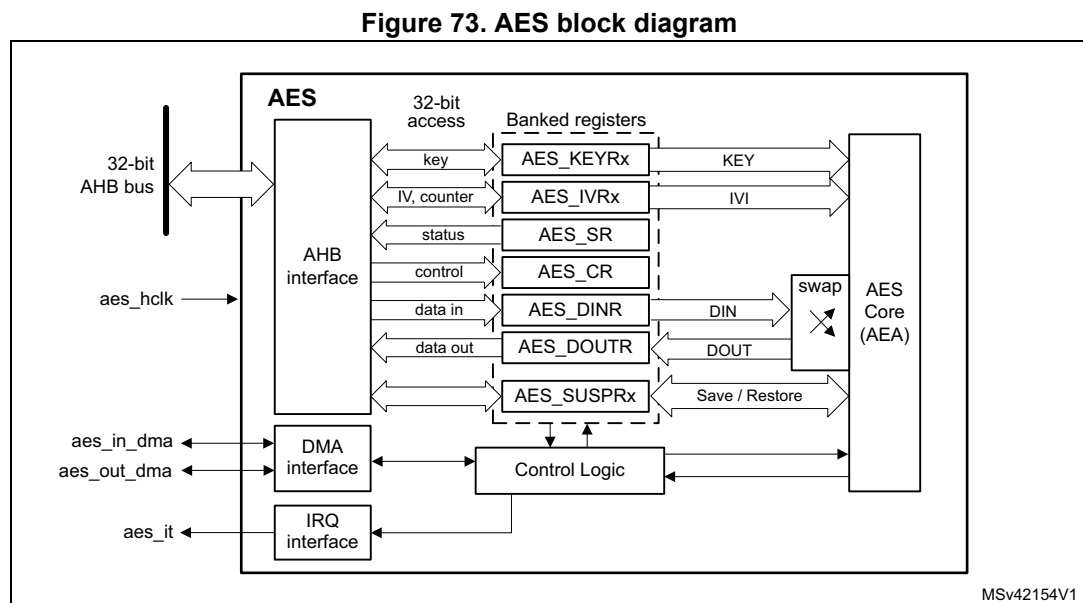 Figure 73. AES block diagram
AES
32-bit
access
Banked registers
32-bit
AHB bus
AHB
interface
key
AES_KEYRx
KEY
IV, counter
AES_IVRx
IVI
status
AES_SR
control
AES_CR
aes_hclk
data in
AES_DINR
DIN
swap
AES
Core
(AEA)
data out
AES_DOUTR
DOUT
AES_SUSPRx
Save / Restore
aes_in_dma
aes_out_dma
DMA
interface
Control Logic
aes_it
IRQ
interface
MSv42154V1